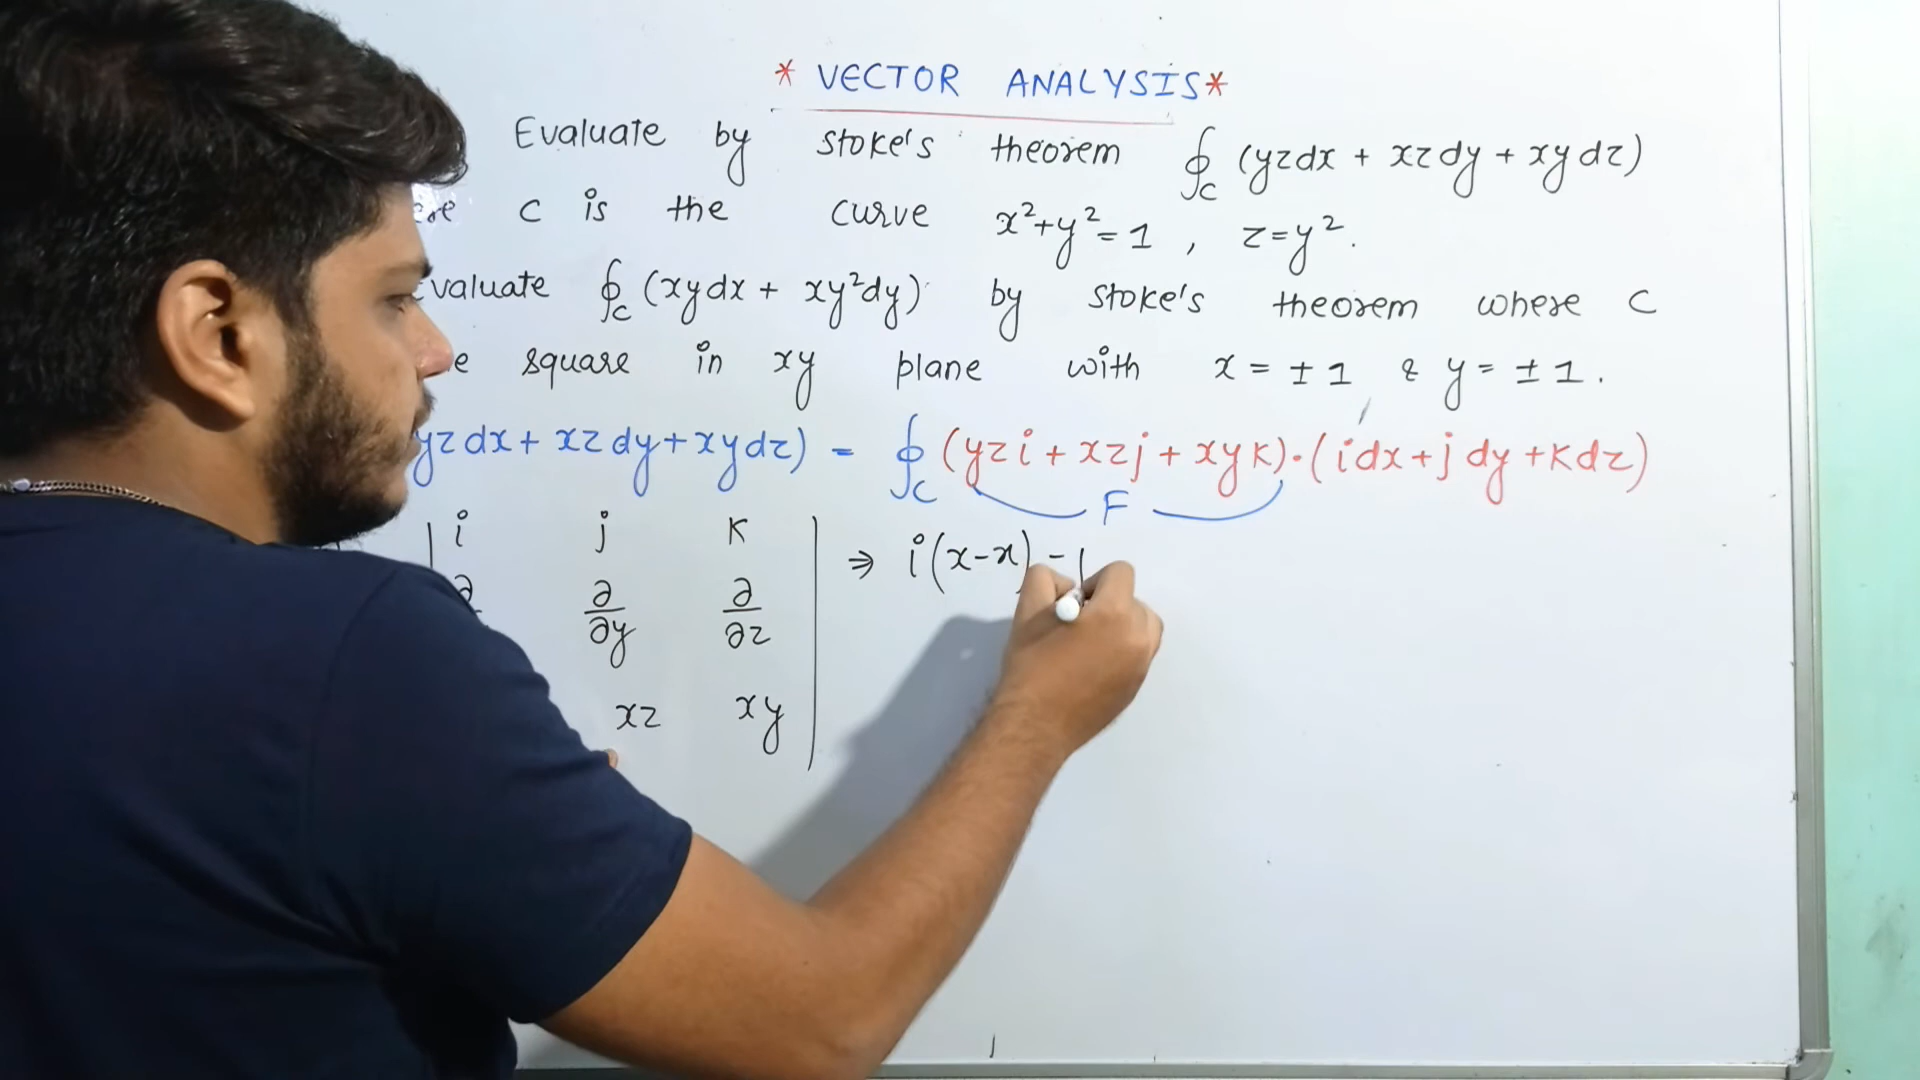 * VECTOR ANALYSIS *
Evaluate by stoke's theorem ∮c (yzdx + xzdy + xydz)
ere c is the curve x²+y²=1 , z=y².
valuate ∮c (xydx + xy²dy) by stoke's theorem where C
e square in xy plane with x = ±1 & y = ±1.
yzdx + xzdy + xydz) = ∮c (yzi + xzj + xyk)·(idx + jdy + kdz)
F
i j k ⇒ i(x-x) -
∂ ∂/∂y ∂/∂z
xz xy